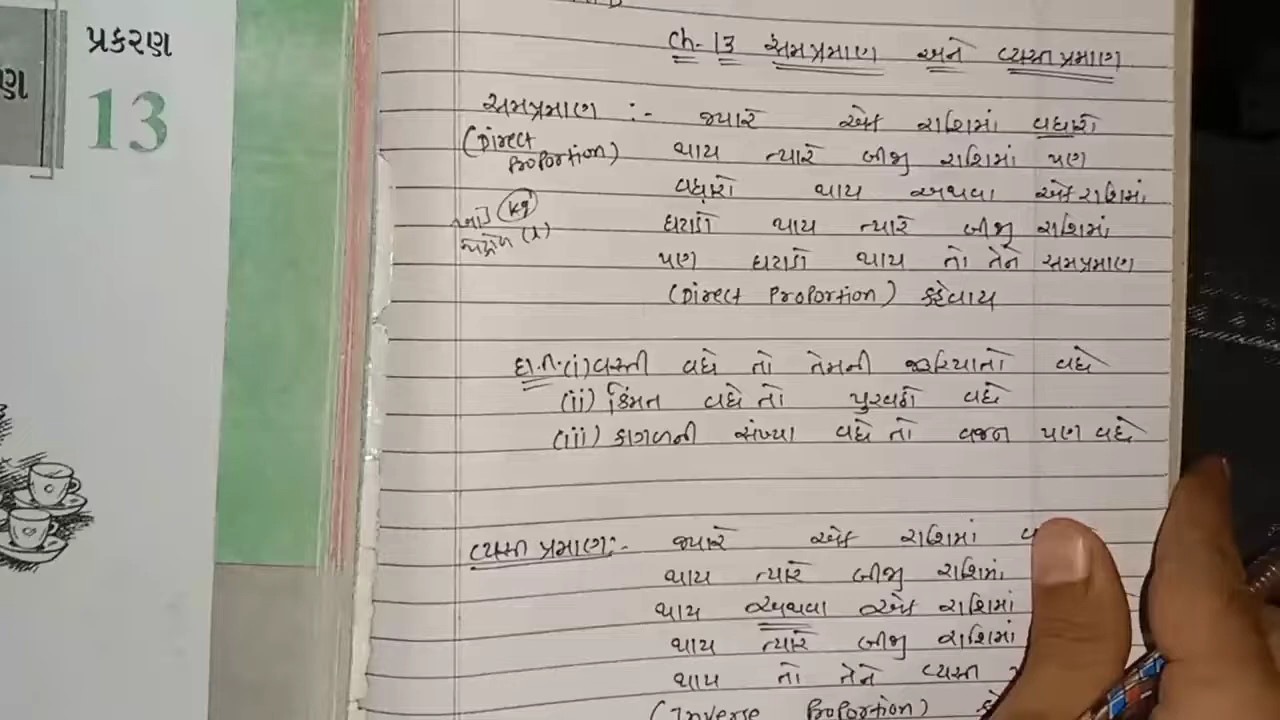 પ્રકરણ
13
ણ
Ch-13 સમપ્રમાણ અને વ્યસ્ત પ્રમાણ
સમપ્રમાણ :- જ્યારે એક રાશિમાં વધારો
(Direct Proportion) થાય ત્યારે બીજી રાશિમાં પણ
વધારો થાય અથવા એક રાશિમાં
ખાંડ (kg)
ઘટાડો થાય ત્યારે બીજી રાશિમાં
પેટ્રોલ (l)
પણ ઘટાડો થાય તો તેને સમપ્રમાણ
(Direct Proportion) કહેવાય
દા.ત.(i) વસ્તી વધે તો તેમની જરૂરિયાતો વધે
(ii) કિંમત વધે તો પુરવઠો વધે
(iii) કાગળની સંખ્યા વધે તો વજન પણ વધે
વ્યસ્ત પ્રમાણ:- જ્યારે એક રાશિમાં
થાય ત્યારે બીજી રાશિમાં
થાય અથવા એક રાશિમાં
થાય ત્યારે બીજી રાશિમાં
થાય તો તેને વ્યસ્ત
(Inverse Proportion)